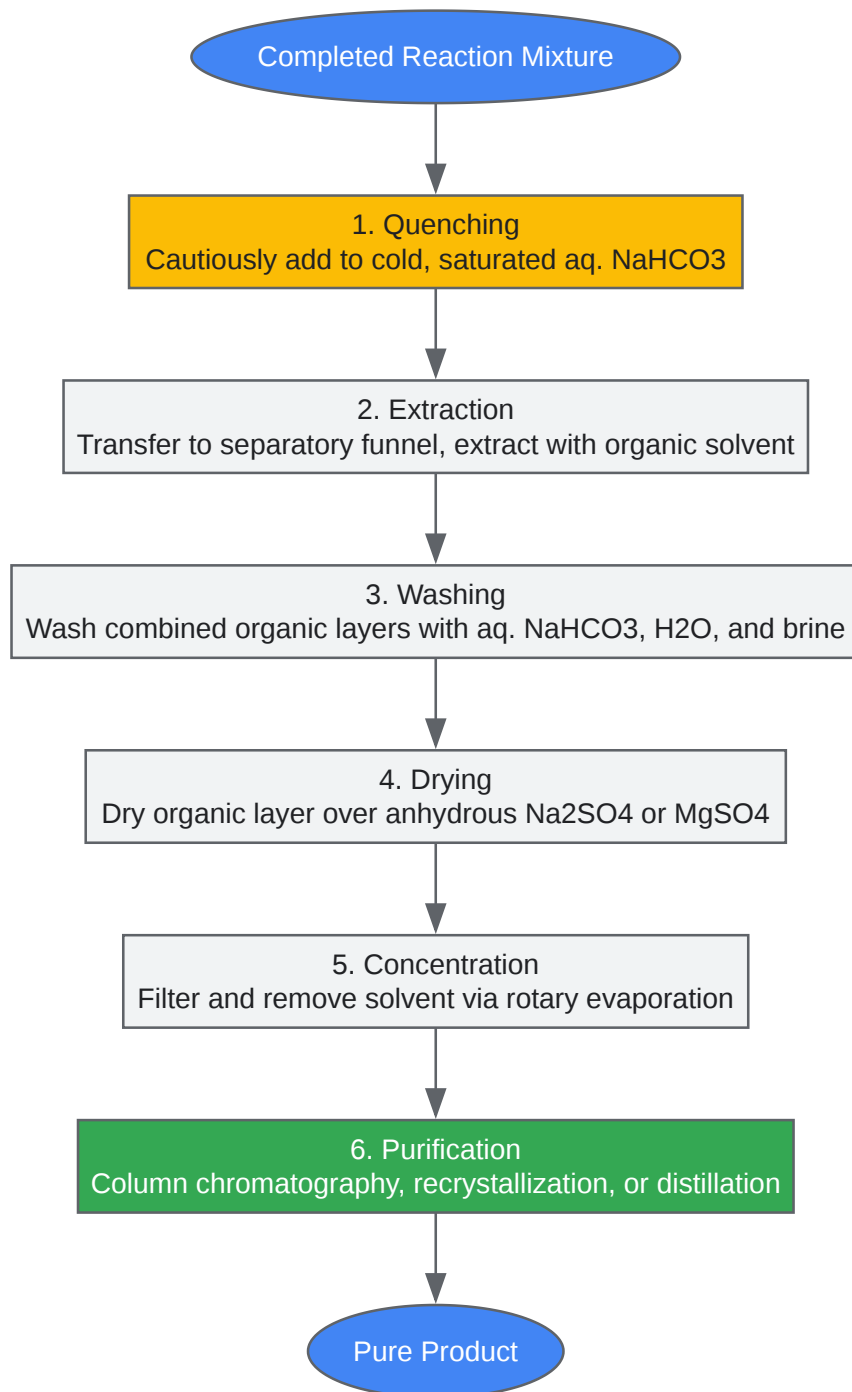 Completed Reaction Mixture
1. Quenching
Cautiously add to cold, saturated aq. NaHCO3
2. Extraction
Transfer to separatory funnel, extract with organic solvent
3. Washing
Wash combined organic layers with aq. NaHCO3, H2O, and brine
4. Drying
Dry organic layer over anhydrous Na2SO4 or MgSO4
5. Concentration
Filter and remove solvent via rotary evaporation
6. Purification
Column chromatography, recrystallization, or distillation
Pure Product